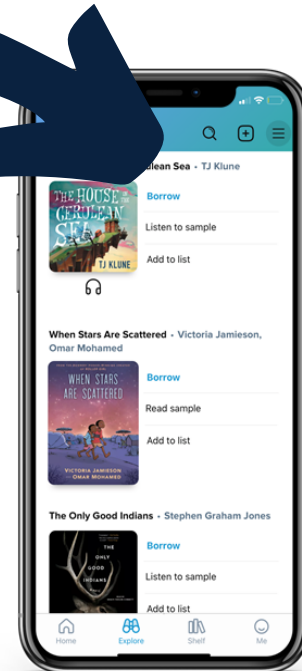 ulean Sea - TJ Klune
THE HOUSE
IN THE
CERULEAN
SEA
TJ KLUNE
Borrow
Listen to sample
Add to list
When Stars Are Scattered - Victoria Jamieson,
Omar Mohamed
WHEN STARS
ARE SCATTERED
VICTORIA JAMIESON
OMAR MOHAMED
Borrow
Read sample
Add to list
The Only Good Indians - Stephen Graham Jones
THE
ONLY
GOOD
INDIANS
Borrow
Listen to sample
Add to list
Home Explore Shelf Me